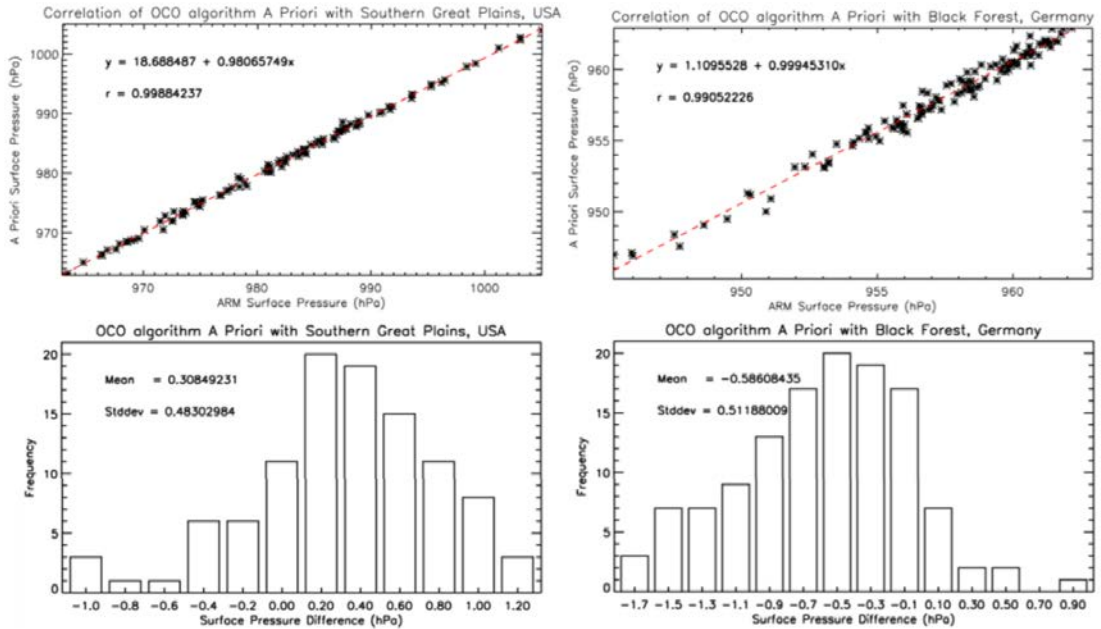 Correlation of OCO algorithm A Priori with Southern Great Plains, USA
A Priori Surface Pressure (hPa)
1000
990
980
970
y = 18.688487 + 0.98065749x
r = 0.99884237
970 980 990 1000
ARM Surface Pressure (hPa)
Correlation of OCO algorithm A Priori with Black Forest, Germany
A Priori Surface Pressure (hPa)
960
955
950
y = 1.1095528 + 0.99945310x
r = 0.99052226
950 955 960
ARM Surface Pressure (hPa)
OCO algorithm A Priori with Southern Great Plains, USA
Frequency
20
15
10
5
0
Mean = 0.30849231
Stddev = 0.48302984
-1.0 -0.8 -0.6 -0.4 -0.2 0.00 0.20 0.40 0.60 0.80 1.00 1.20
Surface Pressure Difference (hPa)
OCO algorithm A Priori with Black Forest, Germany
Frequency
20
15
10
5
0
Mean = -0.58608435
Stddev = 0.51188009
-1.7 -1.5 -1.3 -1.1 -0.9 -0.7 -0.5 -0.3 -0.1 0.10 0.30 0.50 0.70 0.90
Surface Pressure Difference (hPa)